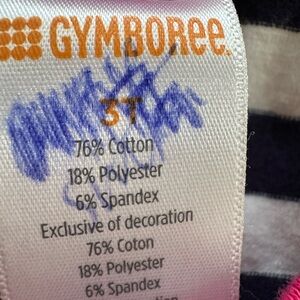 GYMBOREE
3T
76% Cotton
18% Polyester
6% Spandex
Exclusive of decoration
76% Coton
18% Polyester
6% Spandex